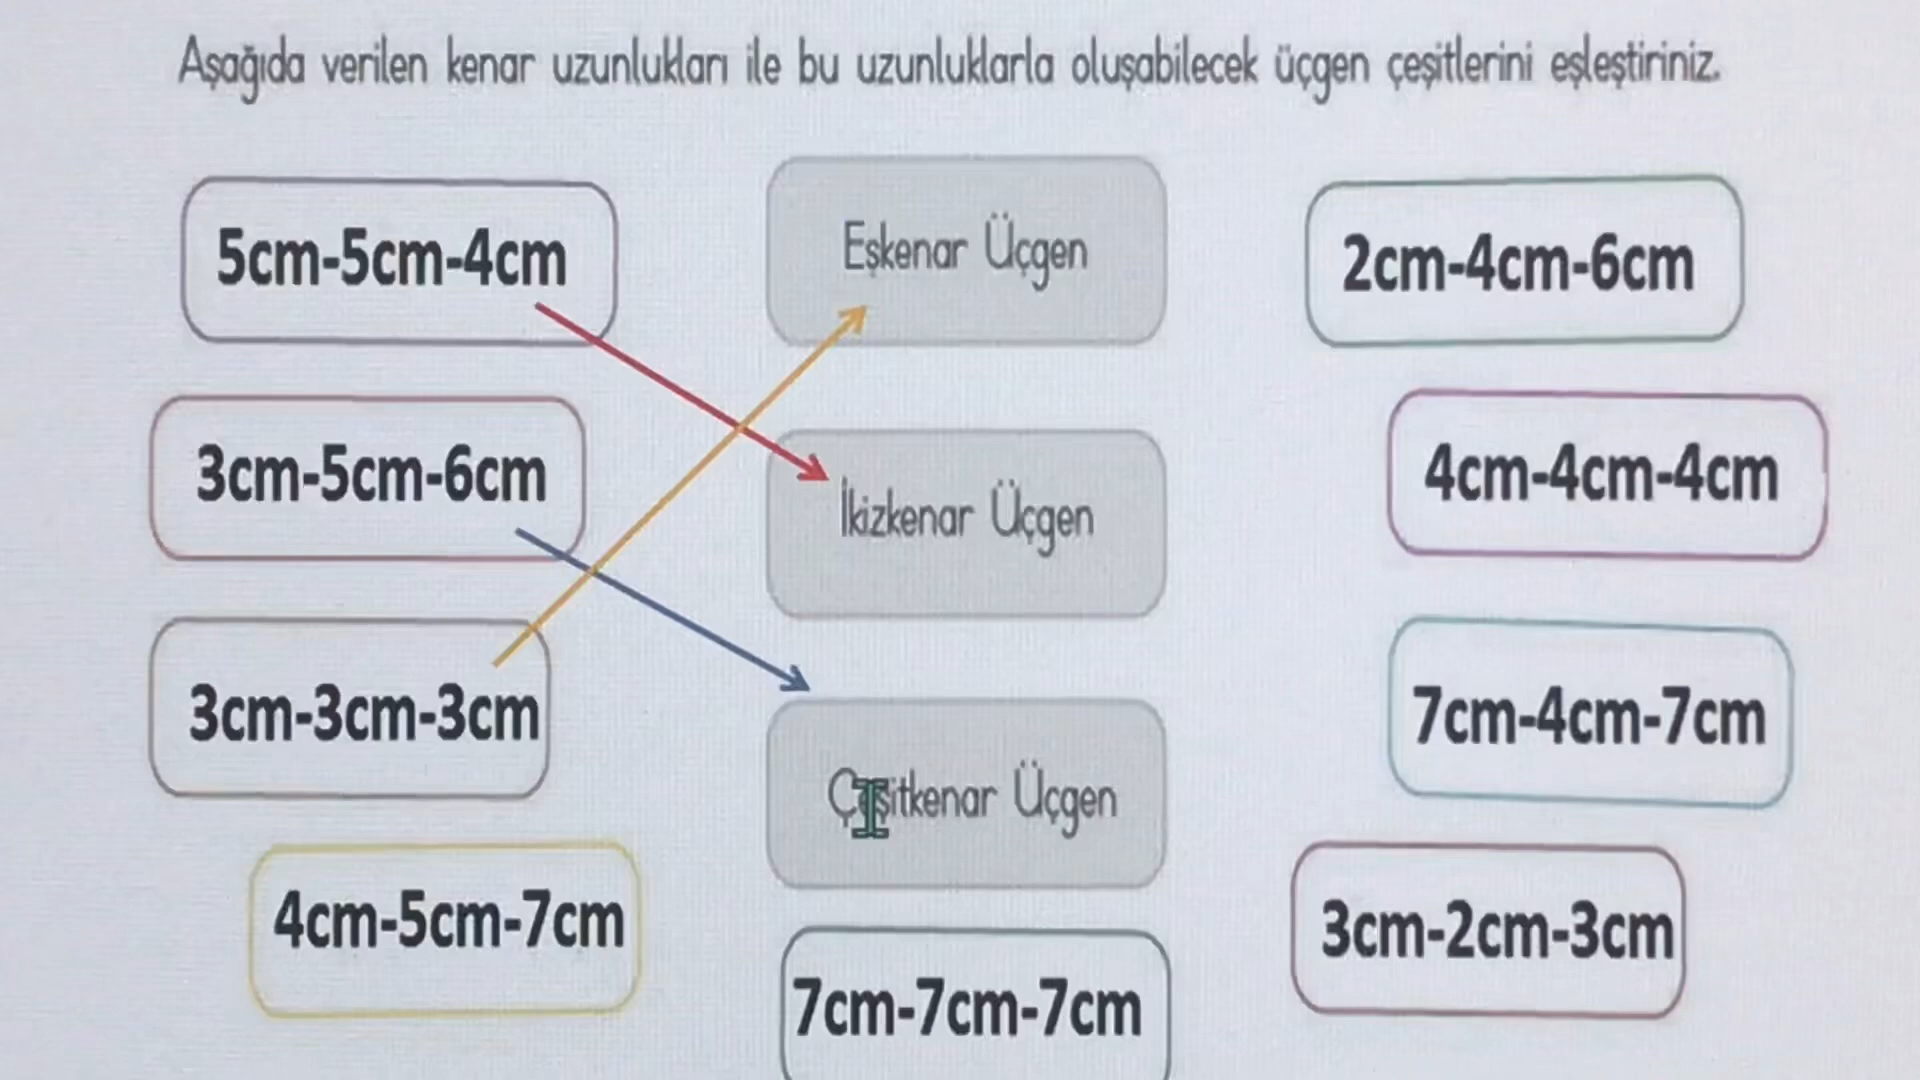 Aşağıda verilen kenar uzunlukları ile bu uzunluklarla oluşabilecek üçgen çeşitlerini eşleştiriniz.
5cm-5cm-4cm
Eşkenar Üçgen
2cm-4cm-6cm
3cm-5cm-6cm
İkizkenar Üçgen
4cm-4cm-4cm
3cm-3cm-3cm
Çeşitkenar Üçgen
7cm-4cm-7cm
4cm-5cm-7cm
7cm-7cm-7cm
3cm-2cm-3cm